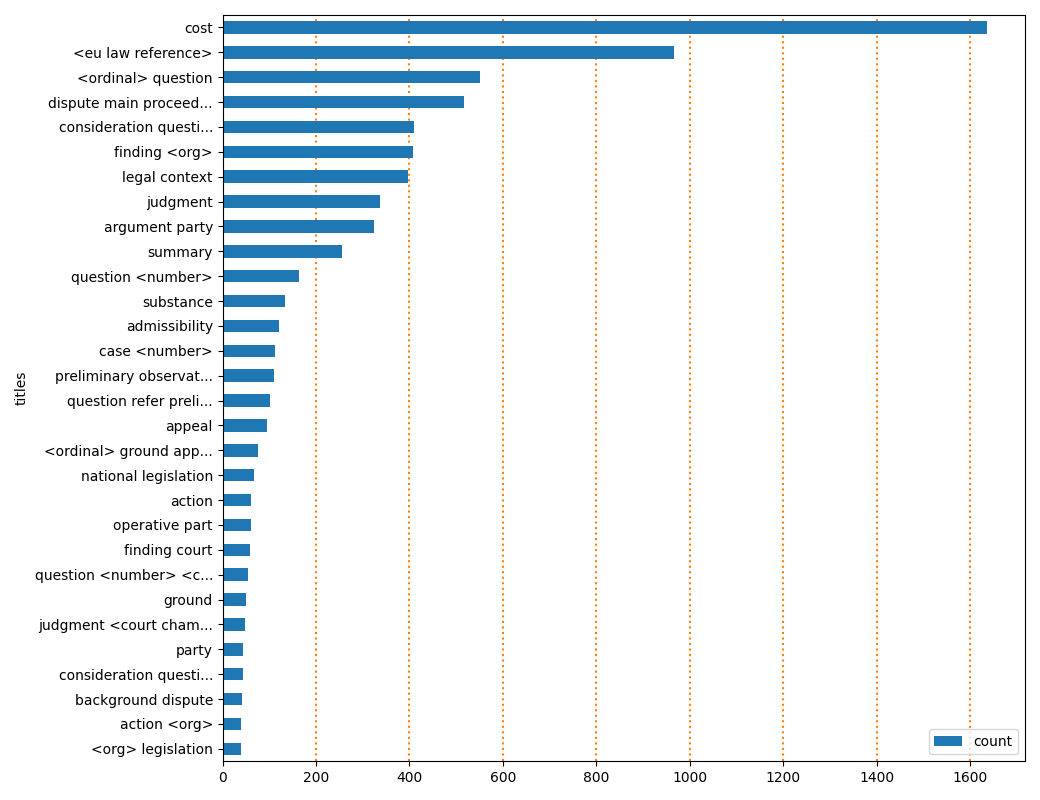 cost
<eu law reference>
<ordinal> question
dispute main proceed...
consideration questi...
finding <org>
legal context
judgment
argument party
summary
question <number>
substance
admissibility
case <number>
preliminary observat...
question refer preli...
appeal
<ordinal> ground app...
national legislation
action
operative part
finding court
question <number> <c...
ground
judgment <court cham...
party
consideration questi...
background dispute
action <org>
<org> legislation
titles
count
0 200 400 600 800 1000 1200 1400 1600